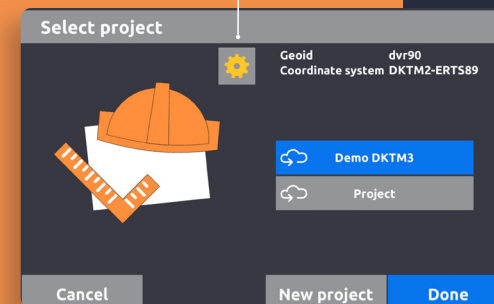 Select project
Geoid dvr90
Coordinate system DKTM2-ERTS89
Demo DKTM3
Project
Cancel
New project
Done